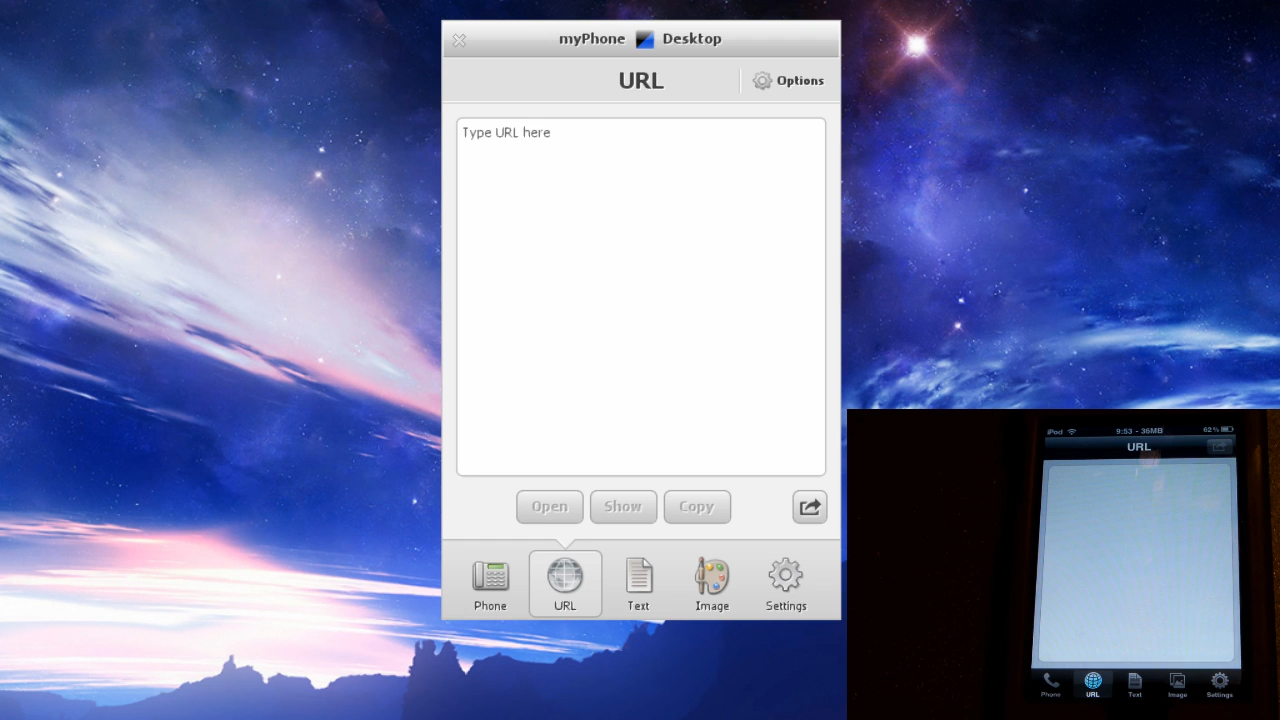 myPhone Desktop
URL
Options
Type URL here
Open
Show
Copy
Phone
URL
Text
Image
Settings
iPod
9:53 - 36MB
62%
URL
Phone
URL
Text
Image
Settings